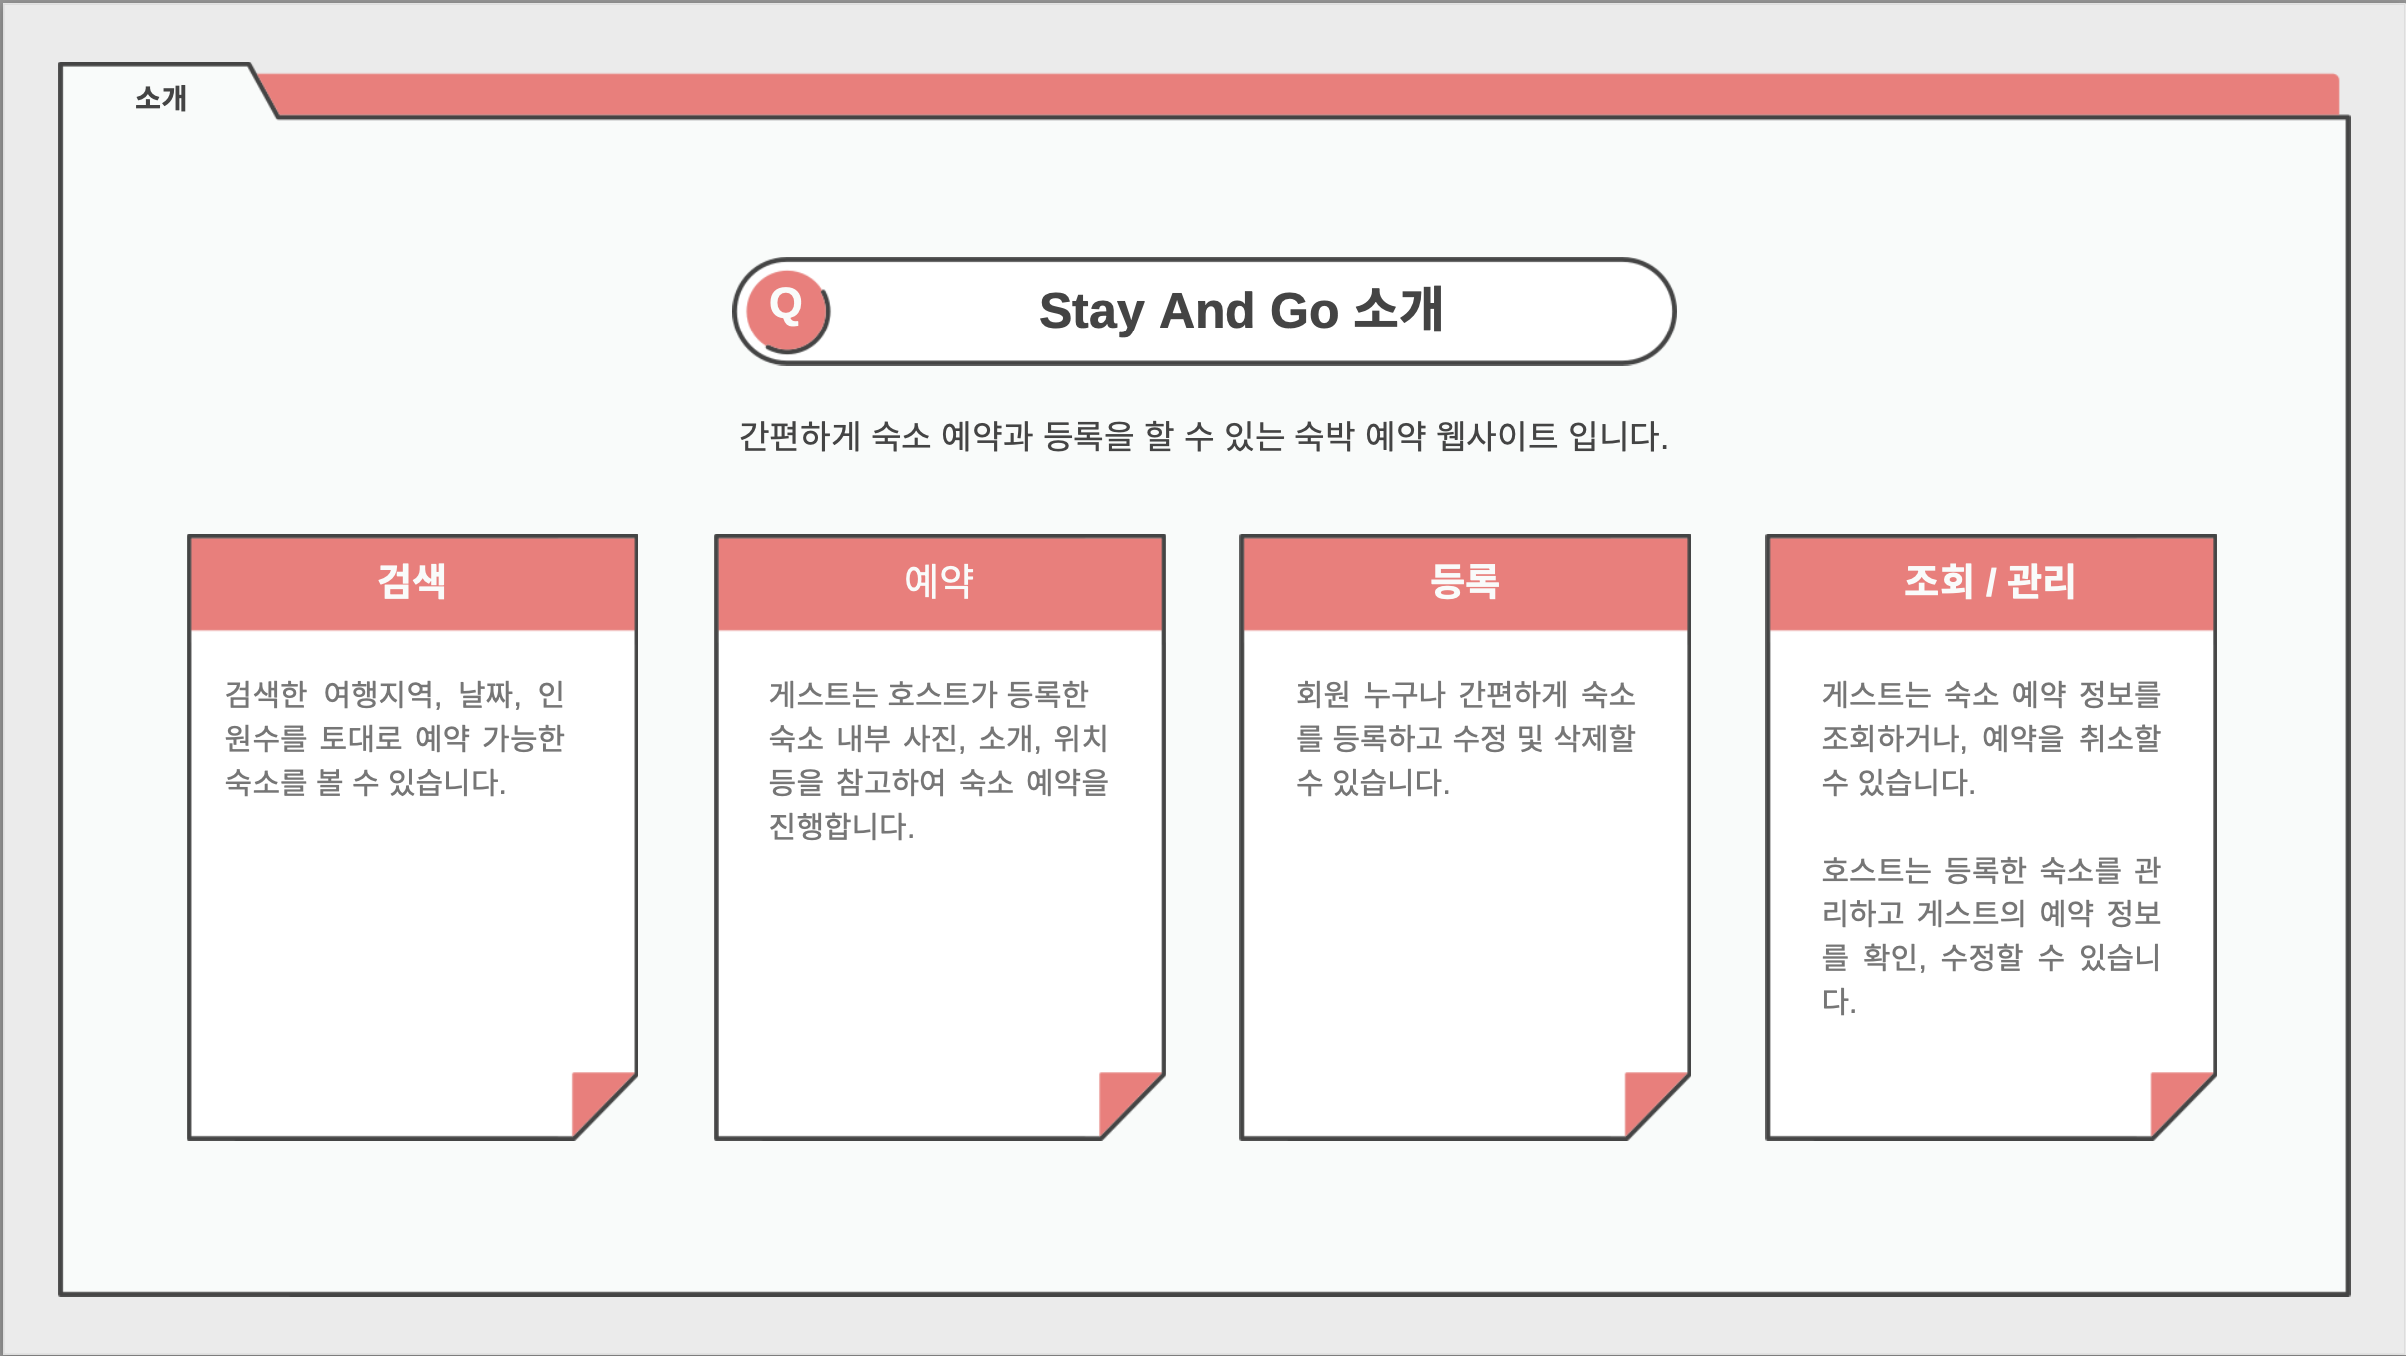 소개
Q
Stay And Go 소개
간편하게 숙소 예약과 등록을 할 수 있는 숙박 예약 웹사이트 입니다.
검색
검색한 여행지역, 날짜, 인
원수를 토대로 예약 가능한
숙소를 볼 수 있습니다.
예약
게스트는 호스트가 등록한
숙소 내부 사진, 소개, 위치
등을 참고하여 숙소 예약을
진행합니다.
등록
회원 누구나 간편하게 숙소
를 등록하고 수정 및 삭제할
수 있습니다.
조회 / 관리
게스트는 숙소 예약 정보를
조회하거나, 예약을 취소할
수 있습니다.
호스트는 등록한 숙소를 관
리하고 게스트의 예약 정보
를 확인, 수정할 수 있습니
다.